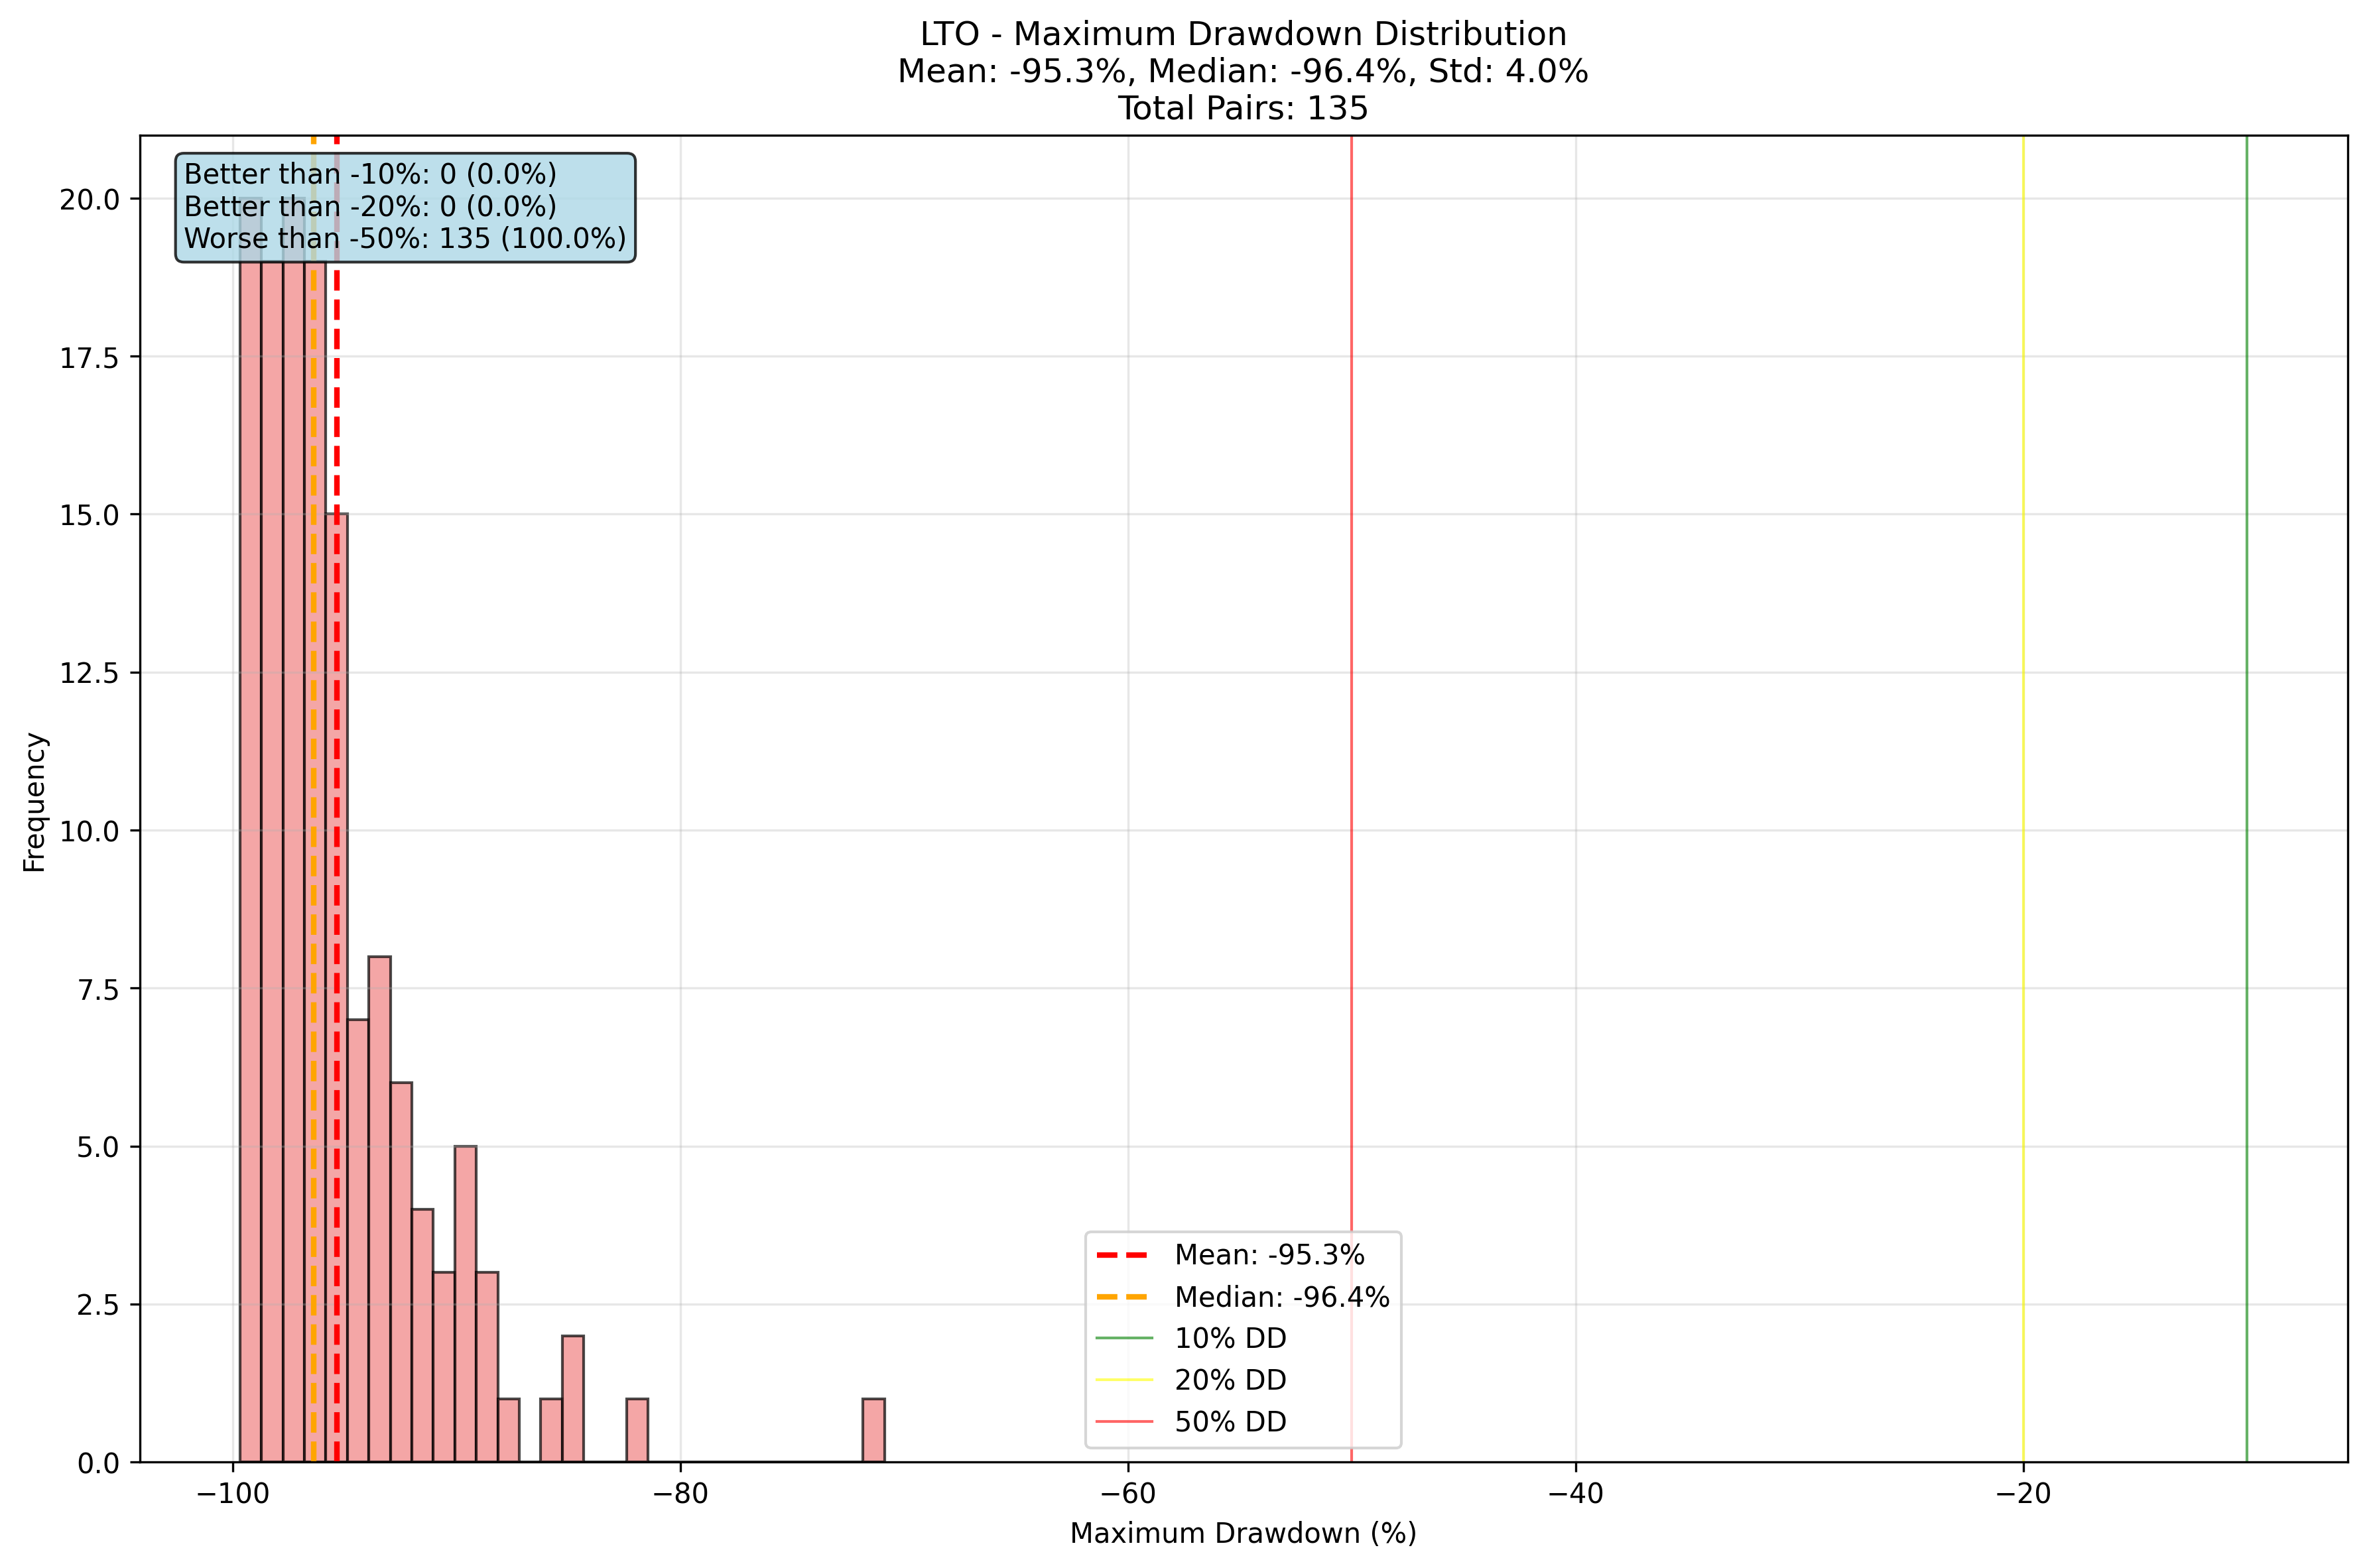 LTO - Maximum Drawdown Distribution
Mean: -95.3%, Median: -96.4%, Std: 4.0%
Total Pairs: 135
Better than -10%: 0 (0.0%)
Better than -20%: 0 (0.0%)
Worse than -50%: 135 (100.0%)
20.0
17.5
15.0
12.5
10.0
7.5
5.0
2.5
0.0
Frequency
Mean: -95.3%
Median: -96.4%
10% DD
20% DD
50% DD
−100
−80
−60
−40
−20
Maximum Drawdown (%)